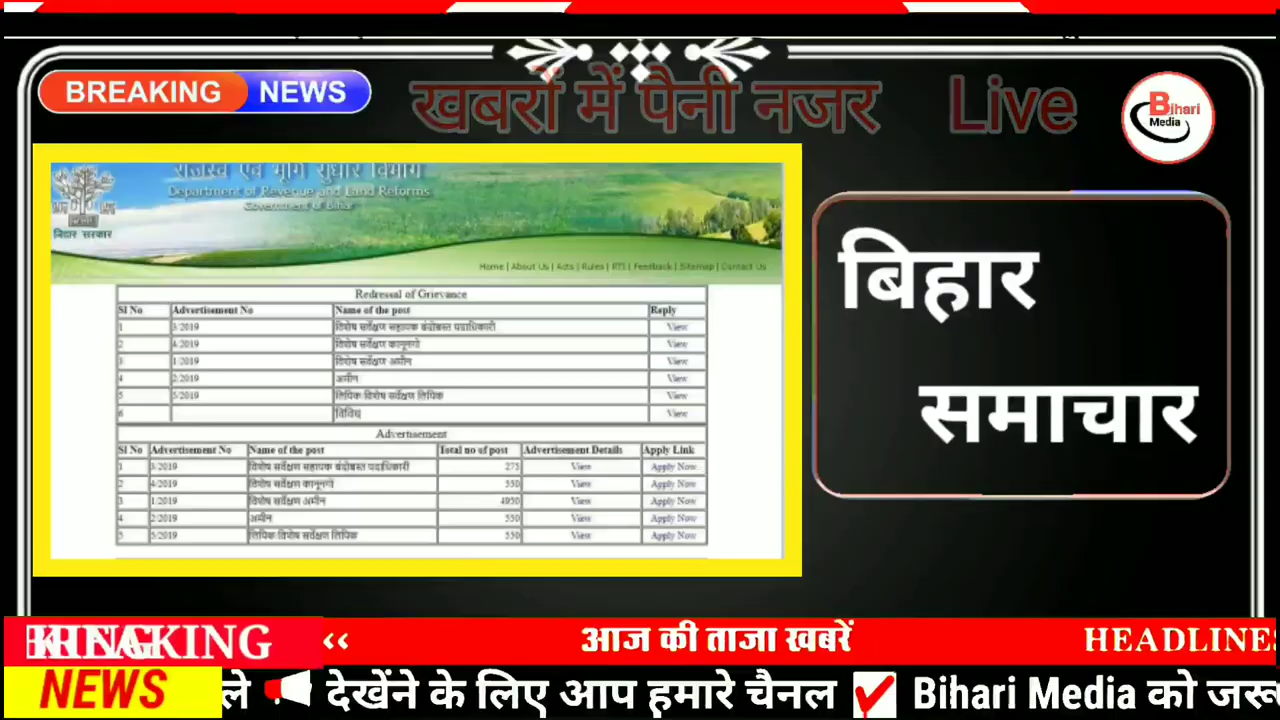 BREAKING NEWS
खबरों में पैनी नजर Live
Bihari
Media
राजस्व एवं भूमि सुधार विभाग
Department of Revenue and Land Reforms
Government of Bihar
बिहार सरकार
Home | About Us | Acts | Rules | RTI | Feedback | Sitemap | Contact Us
Redressal of Grievance
Sl No Advertisement No Name of the post Reply
1 3/2019 विशेष सर्वेक्षण सहायक बंदोबस्त पदाधिकारी View
2 4/2019 विशेष सर्वेक्षण कानूनगो View
3 1/2019 विशेष सर्वेक्षण अमीन View
4 2/2019 अमीन View
5 5/2019 लिपिक विशेष सर्वेक्षण लिपिक View
6 विविध View
Advertisement
Sl No Advertisement No Name of the post Total no of post Advertisement Details Apply Link
1 3/2019 विशेष सर्वेक्षण सहायक बंदोबस्त पदाधिकारी 275 View Apply Now
2 4/2019 विशेष सर्वेक्षण कानूनगो 550 View Apply Now
3 1/2019 विशेष सर्वेक्षण अमीन 4950 View Apply Now
4 2/2019 अमीन 550 View Apply Now
5 5/2019 लिपिक विशेष सर्वेक्षण लिपिक 550 View Apply Now
बिहार
समाचार
<< आज की ताजा खबरें HEADLINES
NEWS ले देखेंने के लिए आप हमारे चैनल Bihari Media को जरू